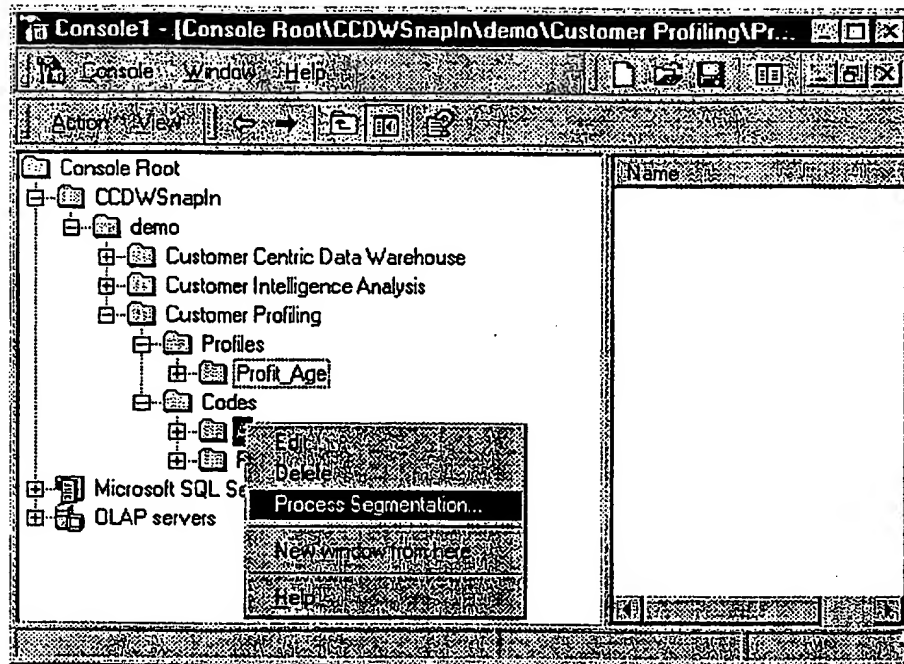 Console1 - [Console Root\CCDWSnapIn\demo\Customer Profiling\Pr...
Console Window Help
Action View
Console Root
CCDWSnapIn
demo
Customer Centric Data Warehouse
Customer Intelligence Analysis
Customer Profiling
Profiles
Profit_Age
Codes
Microsoft SQL Se
OLAP servers
Name
Edit...
Delete
Process Segmentation...
New window from here
Help